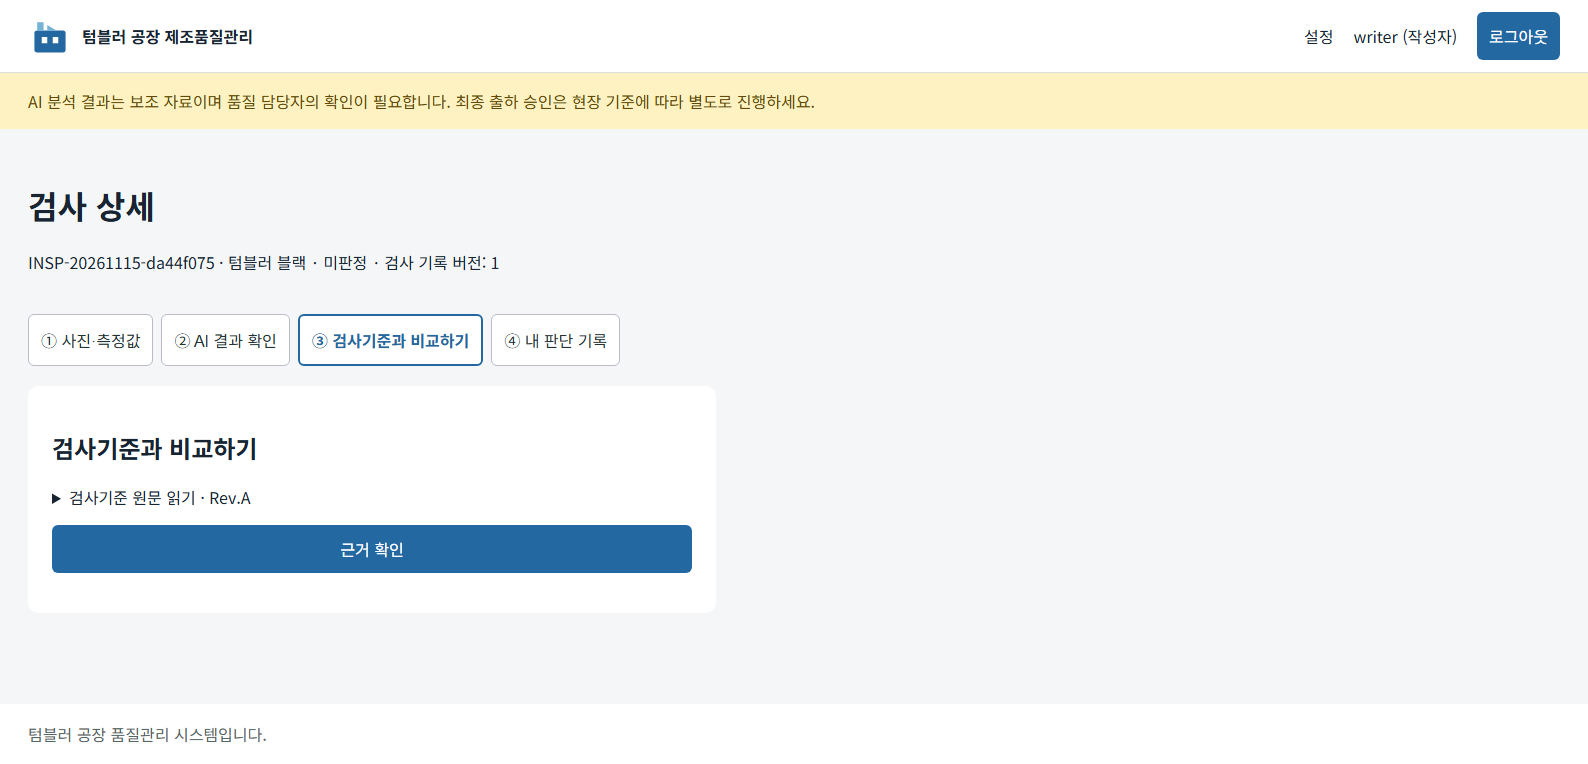 텀블러 공장 제조품질관리
설정
writer (작성자)
로그아웃
AI 분석 결과는 보조 자료이며 품질 담당자의 확인이 필요합니다. 최종 출하 승인은 현장 기준에 따라 별도로 진행하세요.
검사 상세
INSP-20261115-da44f075 · 텀블러 블랙 · 미판정 · 검사 기록 버전: 1
① 사진·측정값
② AI 결과 확인
③ 검사기준과 비교하기
④ 내 판단 기록
검사기준과 비교하기
▶ 검사기준 원문 읽기 · Rev.A
근거 확인
텀블러 공장 품질관리 시스템입니다.